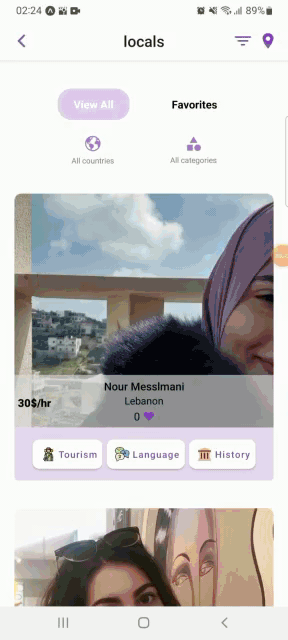 02:24
89%
locals
View All
Favorites
All countries
All categories
Nour Messlmani
30$/hr
Lebanon
0
Tourism
Language
History